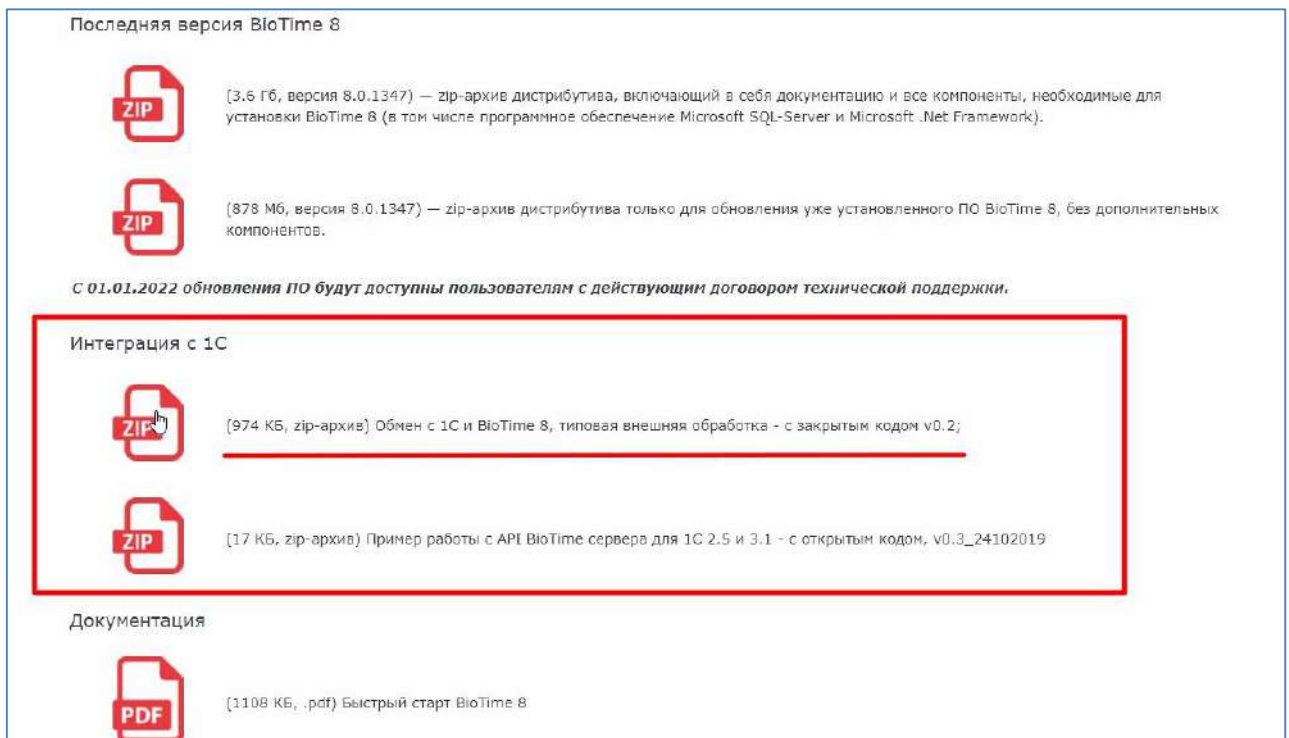 Последняя версия BioTime 8
ZIP
(3.6 Гб, версия 8.0.1347) — zip-архив дистрибутива, включающий в себя документацию и все компоненты, необходимые для
установки BioTime 8 (в том числе программное обеспечение Microsoft SQL-Server и Microsoft .Net Framework).
ZIP
(878 Мб, версия 8.0.1347) — zip-архив дистрибутива только для обновления уже установленного ПО BioTime 8, без дополнительных
компонентов.
С 01.01.2022 обновления ПО будут доступны пользователям с действующим договором технической поддержки.
Интеграция с 1С
ZIP
(974 КБ, zip-архив) Обмен с 1С и BioTime 8, типовая внешняя обработка - с закрытым кодом v0.2;
ZIP
(17 КБ, zip-архив) Пример работы с API BioTime сервера для 1С 2.5 и 3.1 - с открытым кодом, v0.3_24102019
Документация
PDF
(1108 КБ, .pdf) Быстрый старт BioTime 8